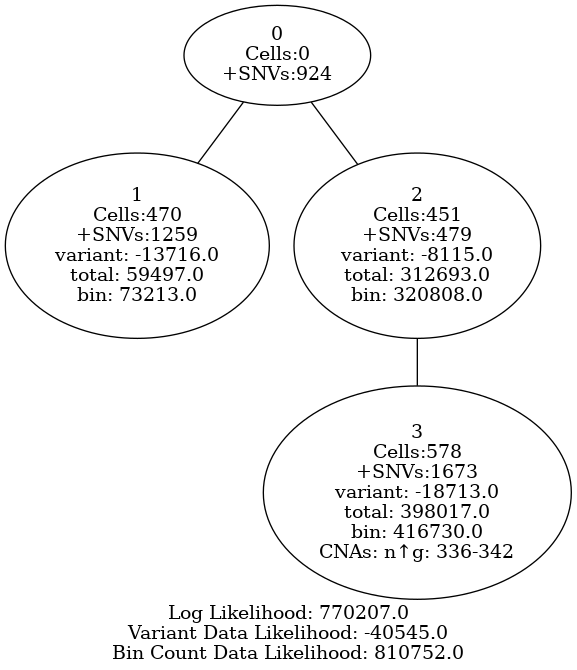 0
Cells:0
+SNVs:924
1
Cells:470
+SNVs:1259
variant: -13716.0
total: 59497.0
bin: 73213.0
2
Cells:451
+SNVs:479
variant: -8115.0
total: 312693.0
bin: 320808.0
3
Cells:578
+SNVs:1673
variant: -18713.0
total: 398017.0
bin: 416730.0
CNAs: n↑g: 336-342
Log Likelihood: 770207.0
Variant Data Likelihood: -40545.0
Bin Count Data Likelihood: 810752.0